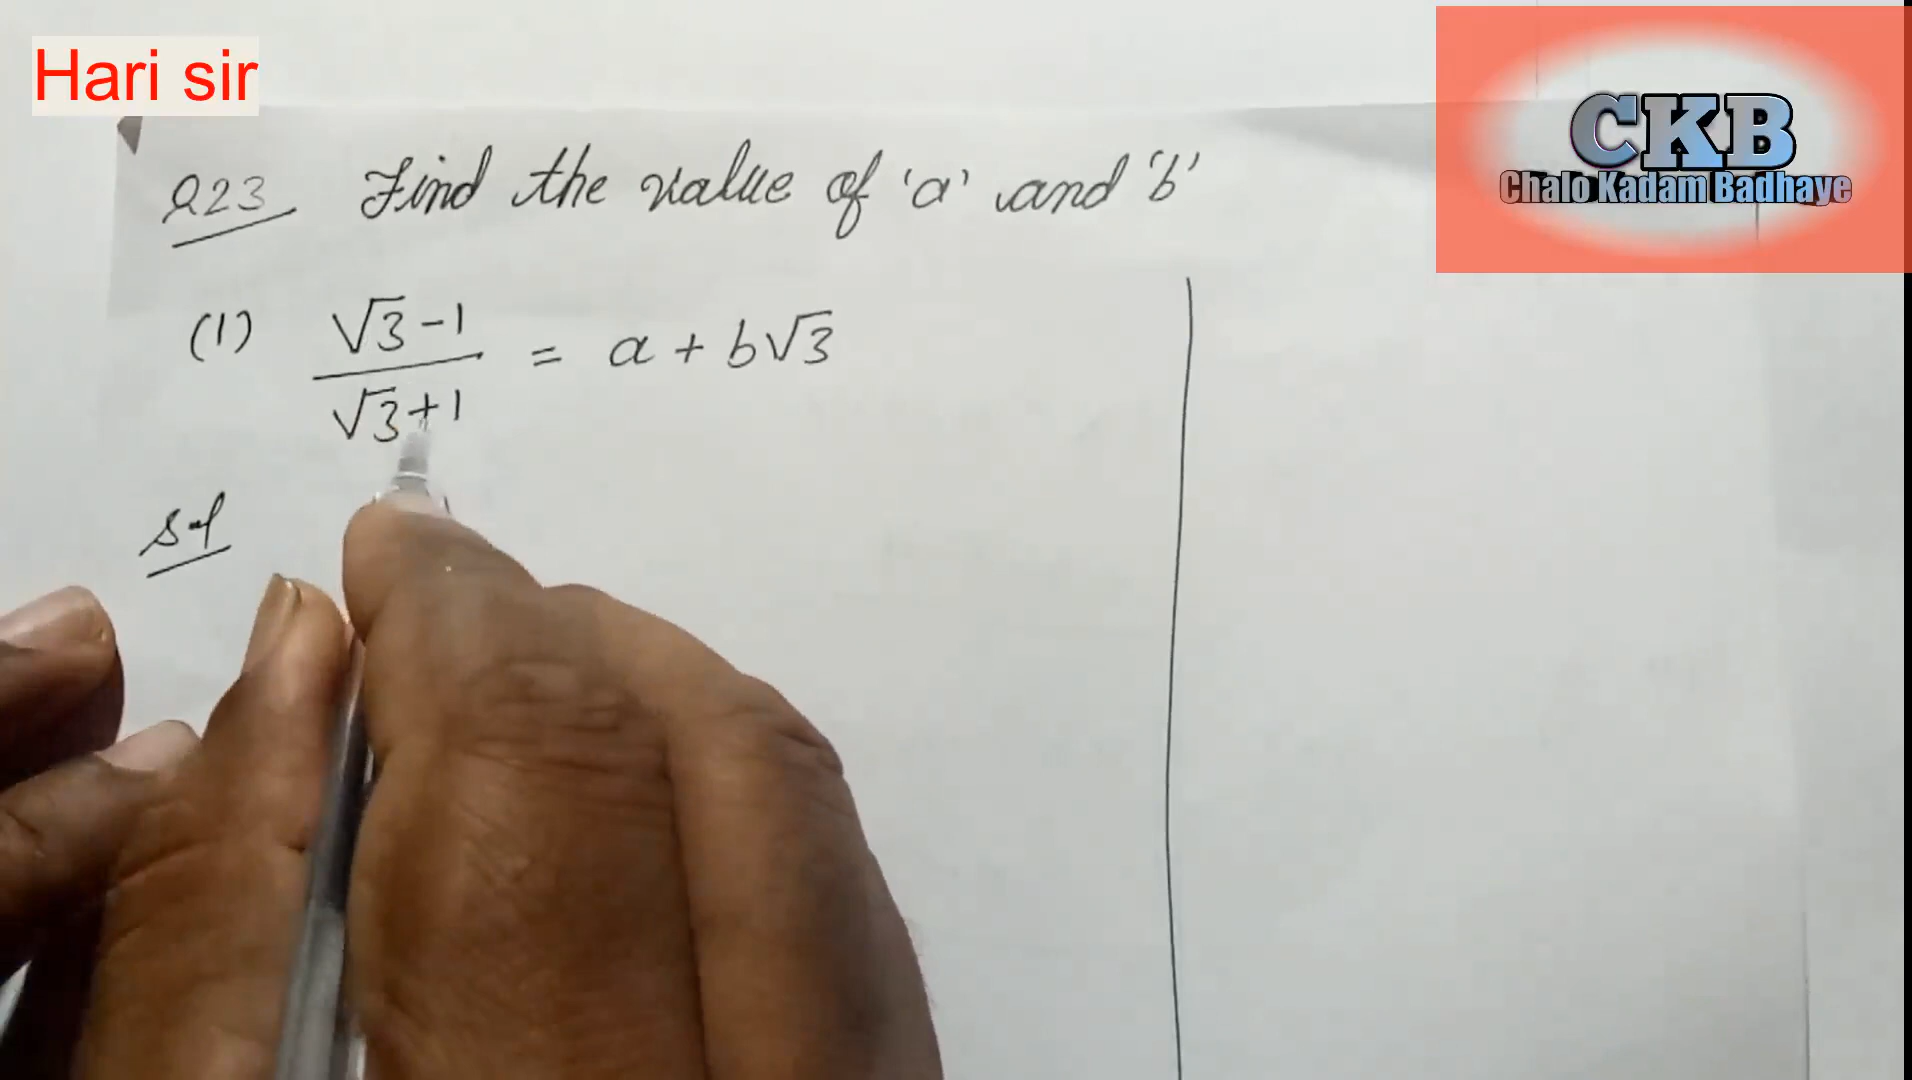 Hari sir
CKB
Chalo Kadam Badhaye
Q23 Find the value of 'a' and 'b'
(1) √3-1 / √3+1 = a + b√3
Sol